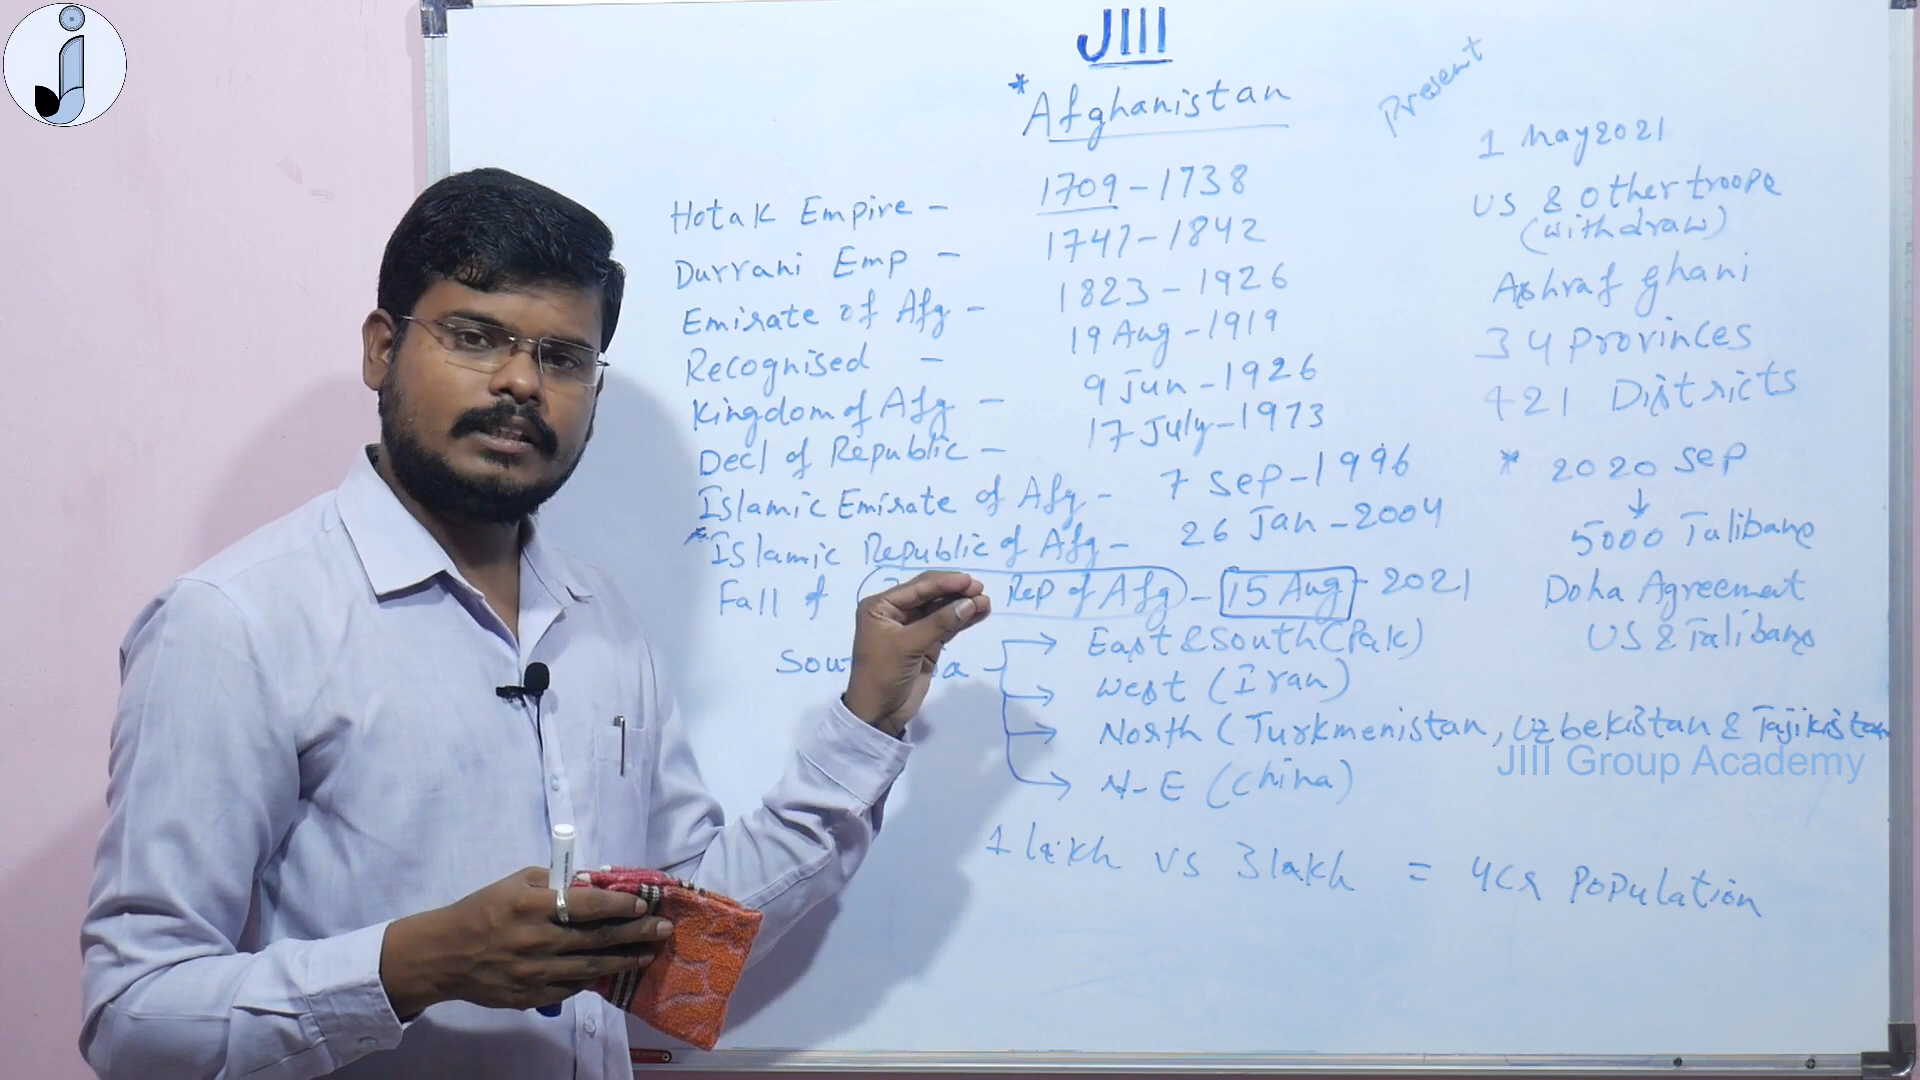 JIII
* Afghanistan
Present
Hotak Empire - 1709-1738
Durrani Emp - 1747-1842
Emirate of Afg - 1823-1926
Recognised - 19 Aug-1919
Kingdom of Afg - 9 Jun-1926
Decl of Republic - 17 July-1973
Islamic Emirate of Afg - 7 Sep-1996
* Islamic Republic of Afg - 26 Jan-2004
Fall of Rep of Afg - 15 Aug - 2021
East & South (Pak)
West (Iran)
North (Turkmenistan, Uzbekistan & Tajikistan
N-E (China)
1 lakh vs 3 lakh = 4Cr Population
1 May 2021
US & Other troops
(withdraw)
Ashraf ghani
34 Provinces
421 Districts
* 2020 Sep
5000 Talibans
Doha Agreement
US & Talibans
JIII Group Academy